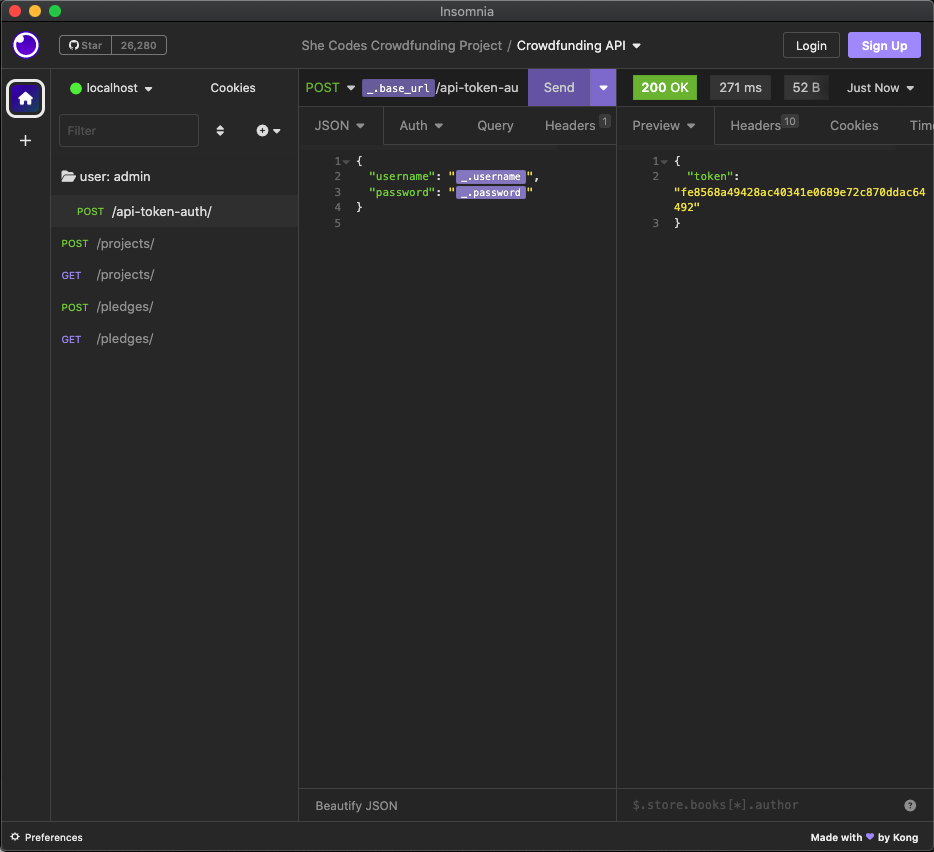 Insomnia
Star 26,280
She Codes Crowdfunding Project / Crowdfunding API
Login
Sign Up
localhost
Cookies
POST _.base_url/api-token-au
Send
200 OK
271 ms
52 B
Just Now
Filter
JSON
Auth
Query
Headers 1
Preview
Headers 10
Cookies
Tim
user: admin
POST /api-token-auth/
POST /projects/
GET /projects/
POST /pledges/
GET /pledges/
1 {
2 "username": "_.username",
3 "password": "_.password"
4 }
5
1 {
2 "token":
"fe8568a49428ac40341e0689e72c870ddac64
492"
3 }
Beautify JSON
$.store.books[*].author
?
Preferences
Made with ♥ by Kong